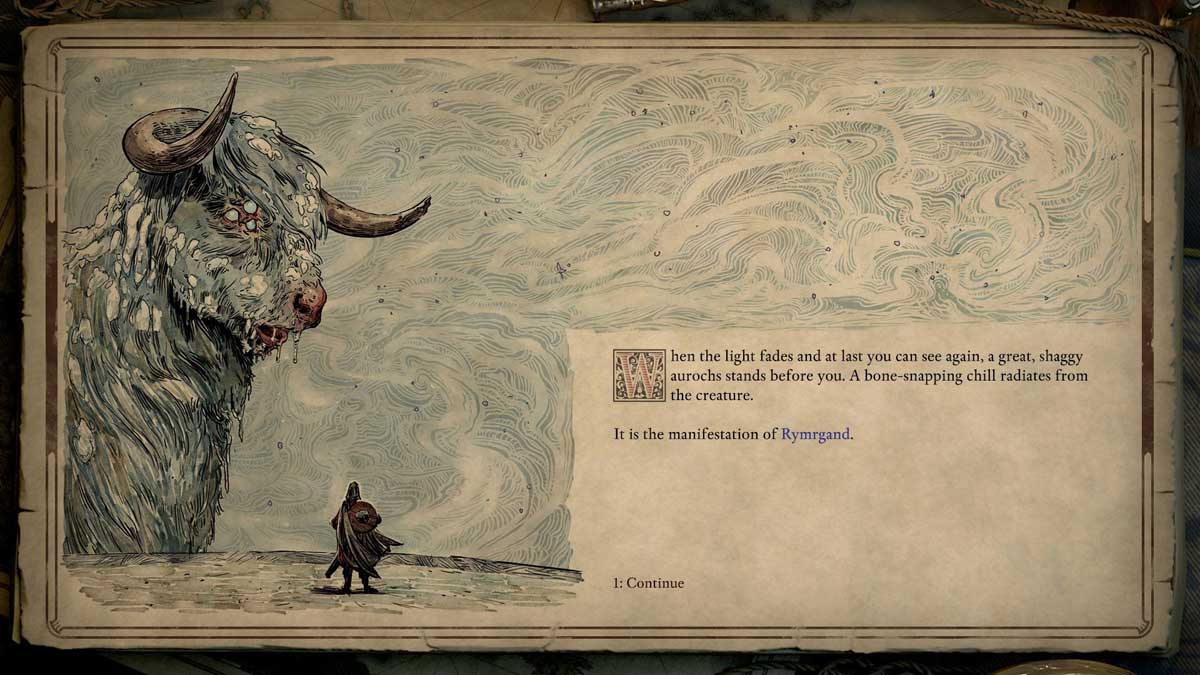 When the light fades and at last you can see again, a great, shaggy
aurochs stands before you. A bone-snapping chill radiates from
the creature.
It is the manifestation of Rymrgand.
1: Continue